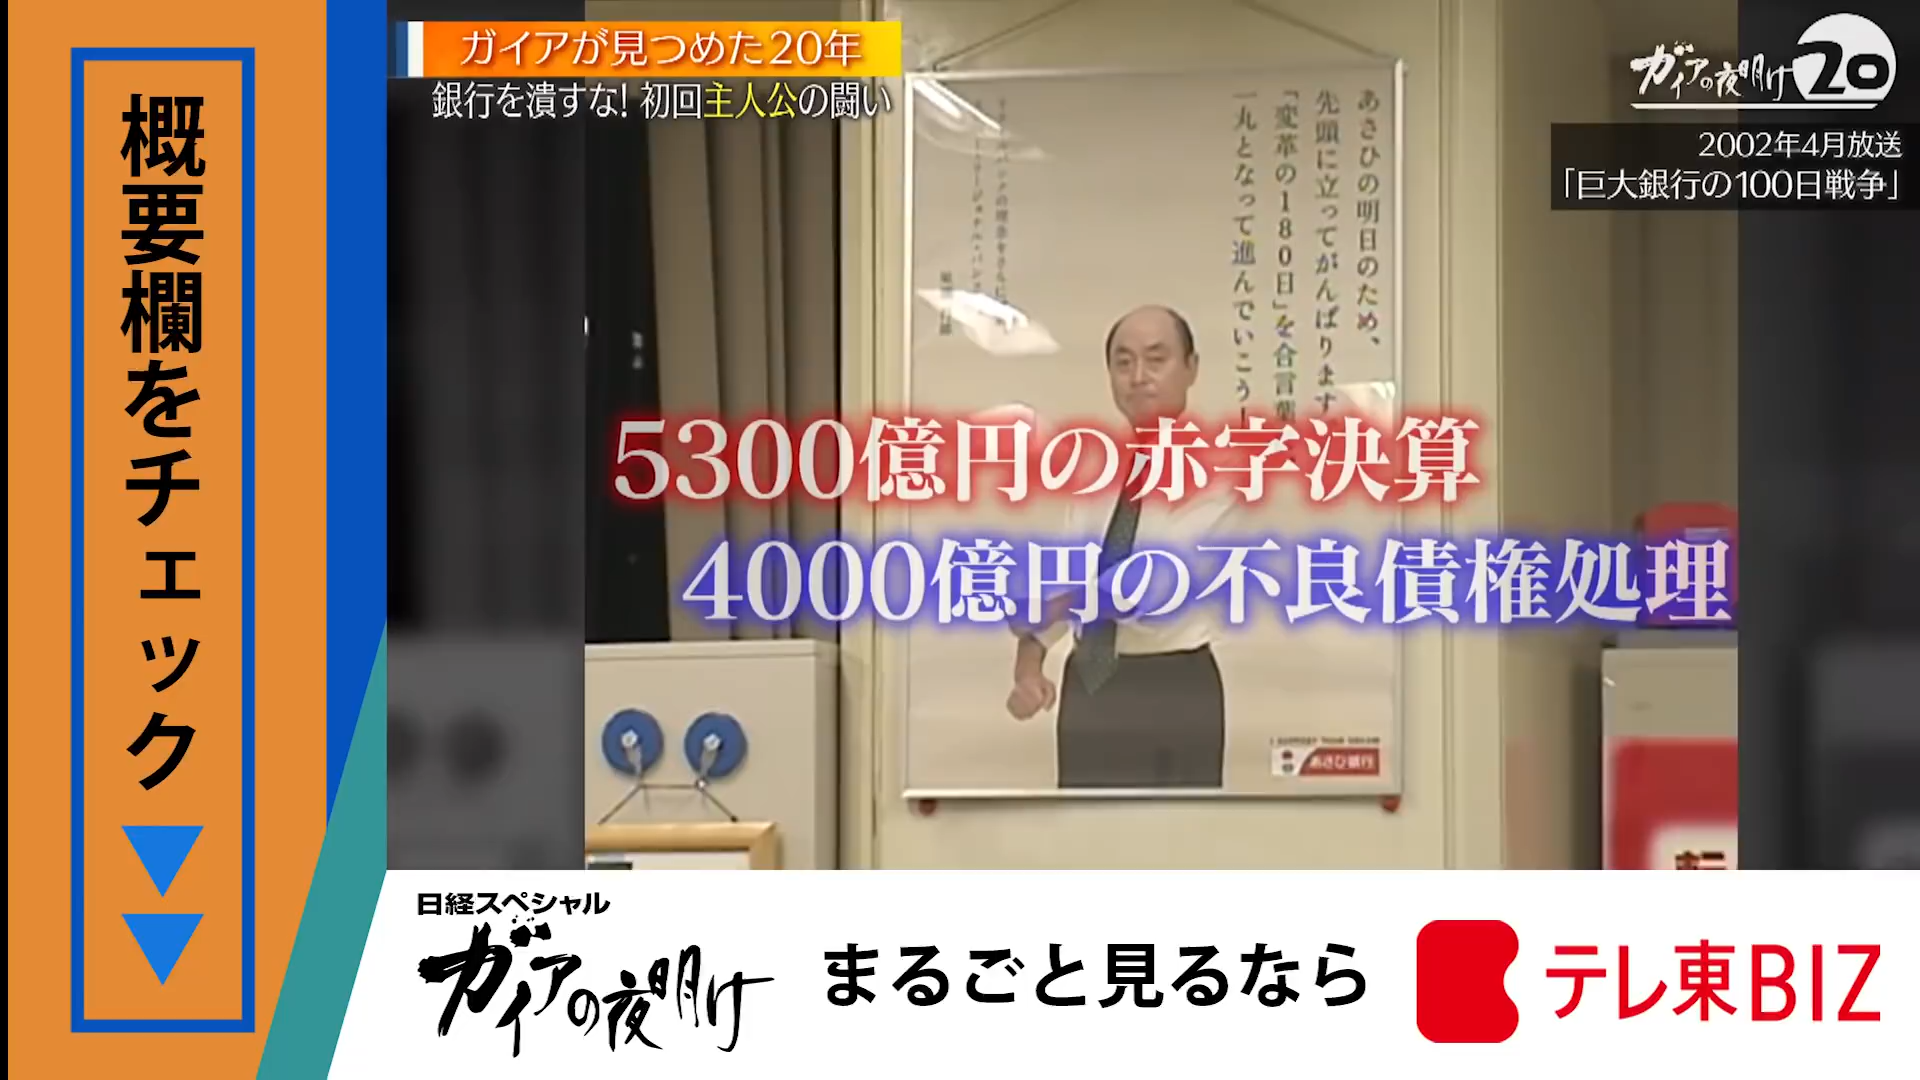 概要欄をチェック
ガイアが見つめた20年
銀行を潰すな! 初回主人公の闘い
ガイアの夜明け 20
2002年4月放送
「巨大銀行の100日戦争」
あさひの明日のため、
先頭に立ってがんばります
「変革の180日」を合言葉
一丸となって進んでいこう!
5300億円の赤字決算
4000億円の不良債権処理
あさひ銀行
日経スペシャル
ガイアの夜明け
まるごと見るなら
テレ東BIZ